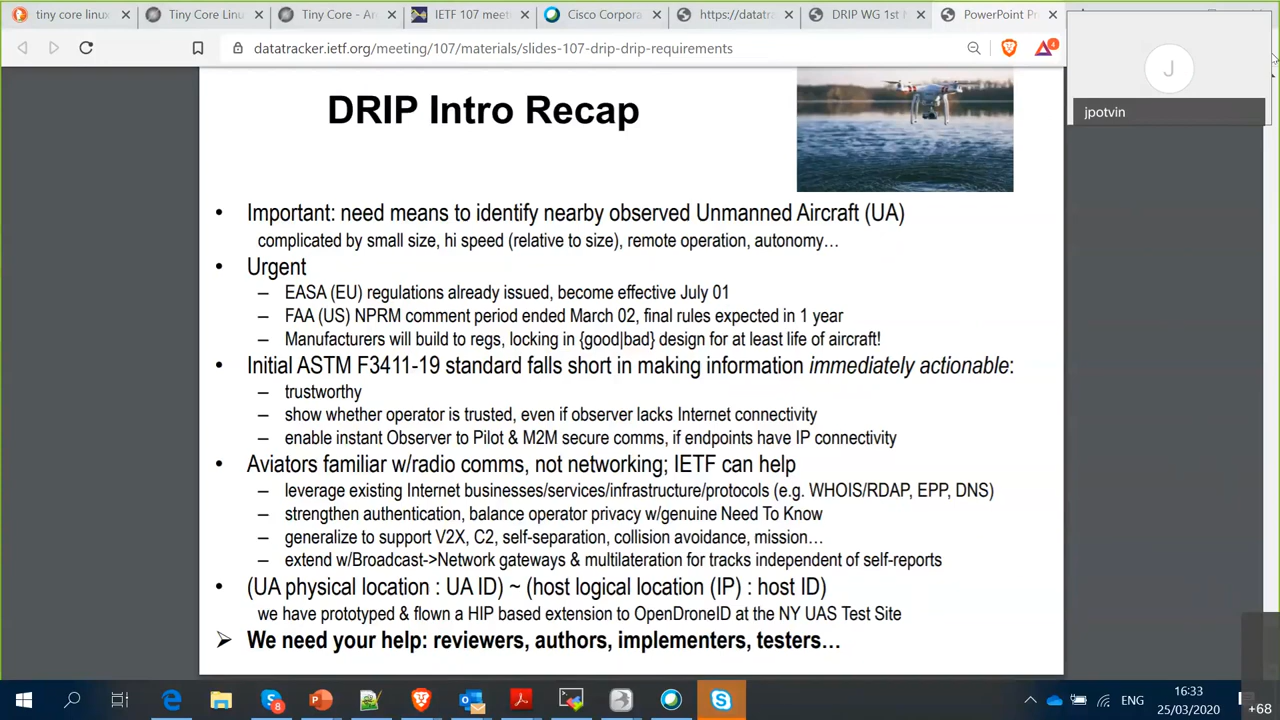 tiny core linux
Tiny Core Linu
Tiny Core - An
IETF 107 meeti
Cisco Corpora
https://datatra
DRIP WG 1st M
PowerPoint Pr
datatracker.ietf.org/meeting/107/materials/slides-107-drip-drip-requirements
4
J
jpotvin
DRIP Intro Recap
• Important: need means to identify nearby observed Unmanned Aircraft (UA)
complicated by small size, hi speed (relative to size), remote operation, autonomy…
• Urgent
– EASA (EU) regulations already issued, become effective July 01
– FAA (US) NPRM comment period ended March 02, final rules expected in 1 year
– Manufacturers will build to regs, locking in {good|bad} design for at least life of aircraft!
• Initial ASTM F3411-19 standard falls short in making information immediately actionable:
– trustworthy
– show whether operator is trusted, even if observer lacks Internet connectivity
– enable instant Observer to Pilot & M2M secure comms, if endpoints have IP connectivity
• Aviators familiar w/radio comms, not networking; IETF can help
– leverage existing Internet businesses/services/infrastructure/protocols (e.g. WHOIS/RDAP, EPP, DNS)
– strengthen authentication, balance operator privacy w/genuine Need To Know
– generalize to support V2X, C2, self-separation, collision avoidance, mission…
– extend w/Broadcast->Network gateways & multilateration for tracks independent of self-reports
• (UA physical location : UA ID) ~ (host logical location (IP) : host ID)
we have prototyped & flown a HIP based extension to OpenDroneID at the NY UAS Test Site
➢ We need your help: reviewers, authors, implementers, testers…
8
ENG
16:33
25/03/2020
+68